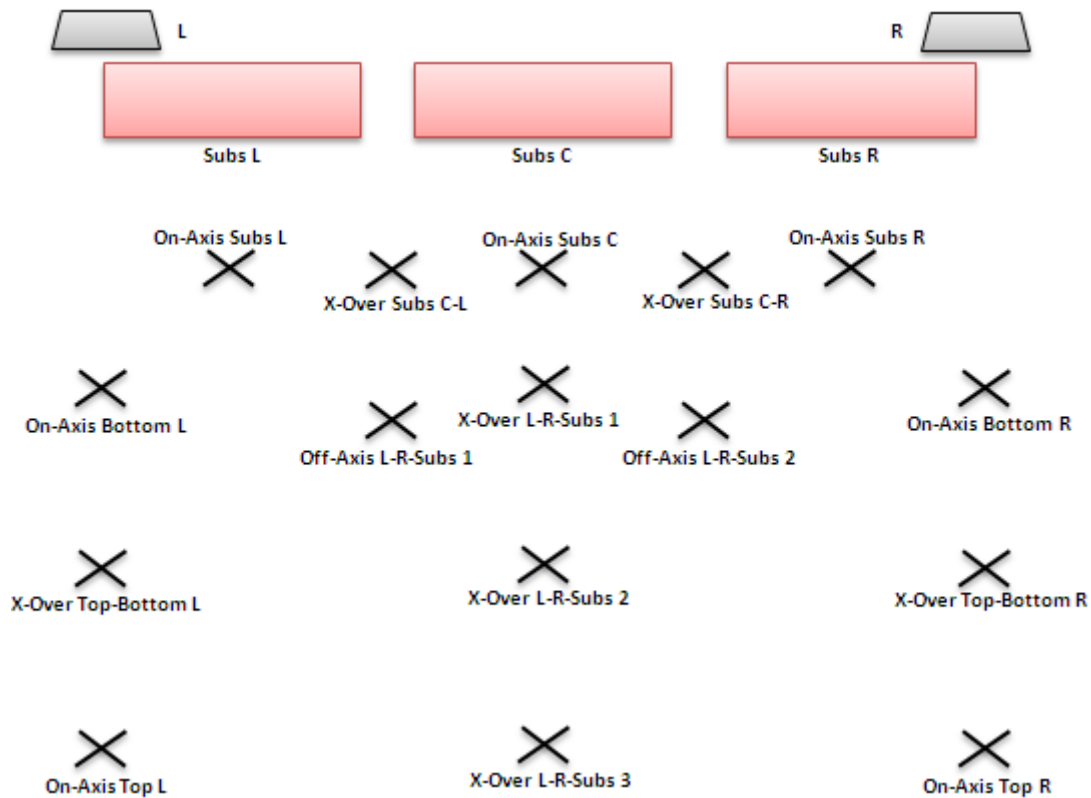 L
R
Subs L
Subs C
Subs R
On-Axis Subs L
On-Axis Subs C
On-Axis Subs R
X-Over Subs C-L
X-Over Subs C-R
On-Axis Bottom L
X-Over L-R-Subs 1
On-Axis Bottom R
Off-Axis L-R-Subs 1
Off-Axis L-R-Subs 2
X-Over Top-Bottom L
X-Over L-R-Subs 2
X-Over Top-Bottom R
On-Axis Top L
X-Over L-R-Subs 3
On-Axis Top R